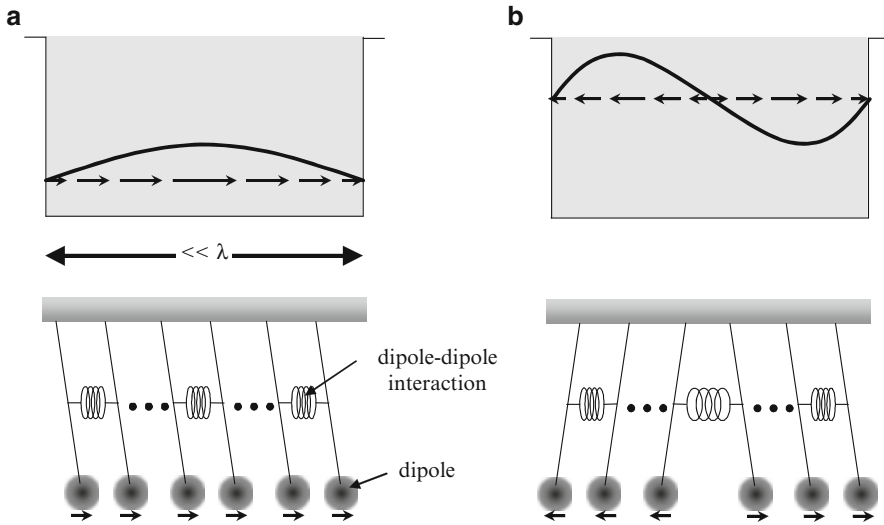 a
b
<< λ
dipole-dipole
interaction
dipole